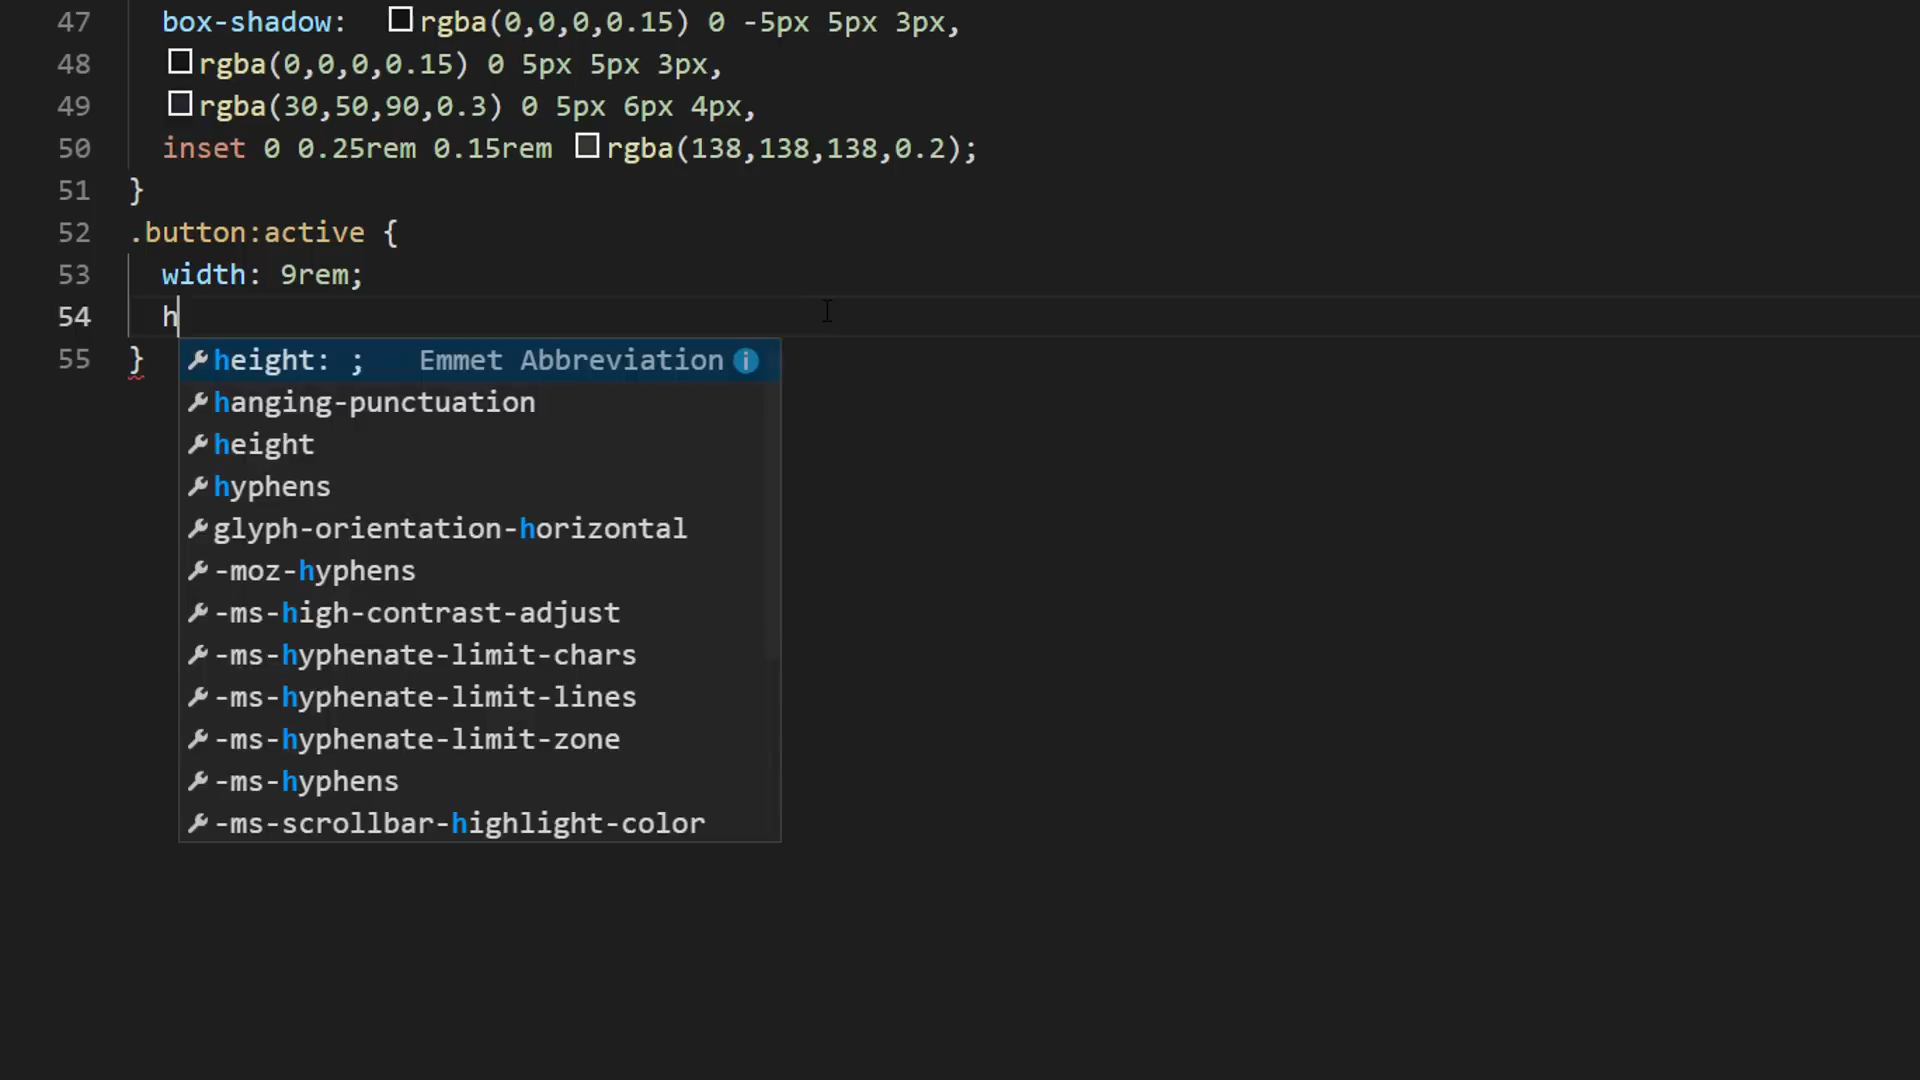 47 box-shadow: rgba(0,0,0,0.15) 0 -5px 5px 3px,
48 rgba(0,0,0,0.15) 0 5px 5px 3px,
49 rgba(30,50,90,0.3) 0 5px 6px 4px,
50 inset 0 0.25rem 0.15rem rgba(138,138,138,0.2);
51 }
52 .button:active {
53 width: 9rem;
54 h
height: ; Emmet Abbreviation
55 }
hanging-punctuation
height
hyphens
glyph-orientation-horizontal
-moz-hyphens
-ms-high-contrast-adjust
-ms-hyphenate-limit-chars
-ms-hyphenate-limit-lines
-ms-hyphenate-limit-zone
-ms-hyphens
-ms-scrollbar-highlight-color